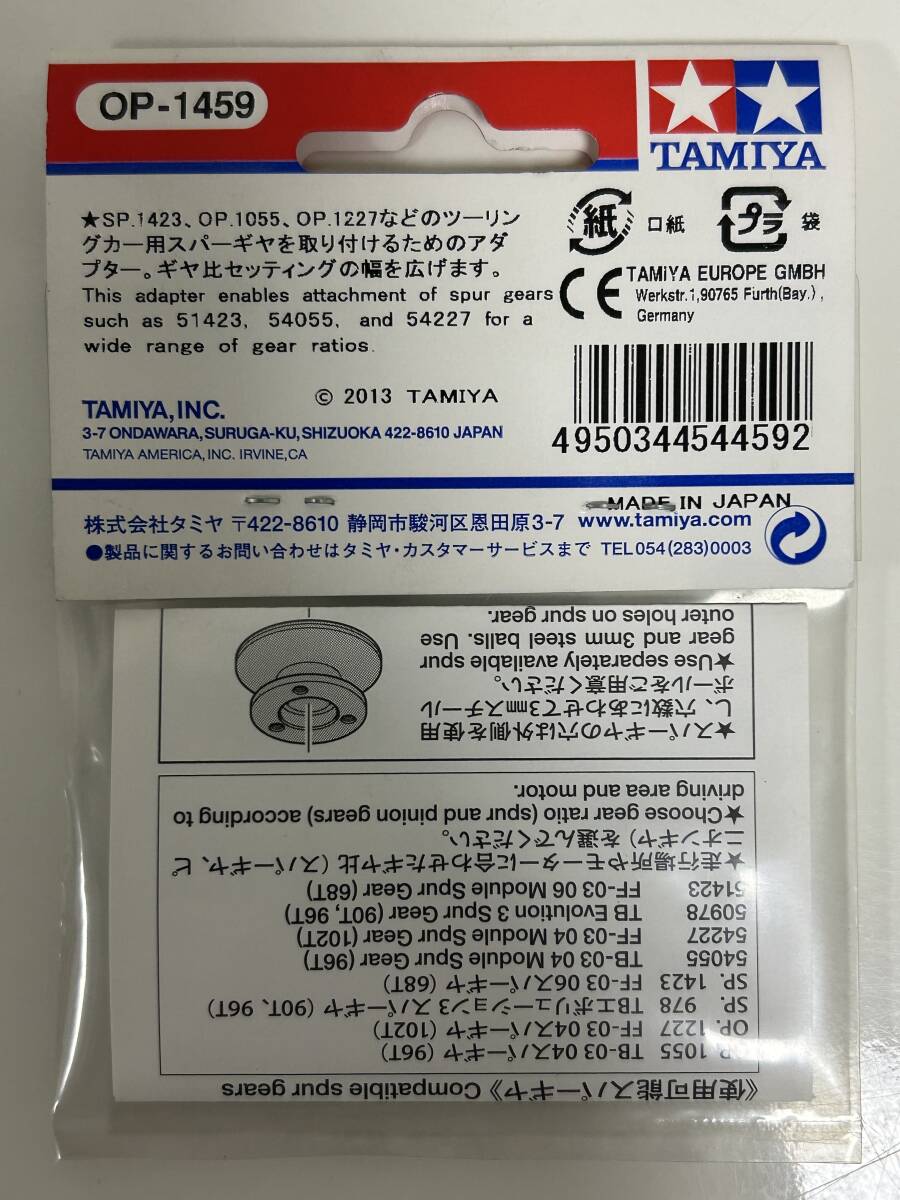 OP-1459
TAMIYA
★SP.1423、OP.1055、OP.1227などのツーリン
グカー用スパーギヤを取り付けるためのアダ
プター。ギヤ比セッティングの幅を広げます。
This adapter enables attachment of spur gears
such as 51423, 54055, and 54227 for a
wide range of gear ratios.
© 2013 TAMIYA
紙 口紙
プラ 袋
CE TAMiYA EUROPE GMBH
Werkstr.1,90765 Furth(Bay.),
Germany
4950344544592
TAMIYA, INC.
3-7 ONDAWARA, SURUGA-KU, SHIZUOKA 422-8610 JAPAN
TAMIYA AMERICA, INC. IRVINE, CA
MADE IN JAPAN
株式会社タミヤ 〒422-8610 静岡市駿河区恩田原3-7 www.tamiya.com
●製品に関するお問い合わせはタミヤ・カスタマーサービスまで TEL054(283)0003
《使用可能スパーギヤ》Compatible spur gears
OP.1055 TB-03 04スパーギヤ (96T)
OP.1227 FF-03 04スパーギヤ (102T)
SP. 978 TBエボリューション3 スパーギヤ (90T、96T)
SP. 1423 FF-03 06スパーギヤ (68T)
54055 TB-03 04 Module Spur Gear (96T)
54227 FF-03 04 Module Spur Gear (102T)
50978 TB Evolution 3 Spur Gear (90T, 96T)
51423 FF-03 06 Module Spur Gear (68T)
★走行場所やモーターに合わせたギヤ比 (スパーギヤ、ピ
ニオンギヤ) を選んでください。
★Choose gear ratio (spur and pinion gears) according to
driving area and motor.
★スパーギヤの穴は外側を使用
し、穴数にあわせて3mmスチール
ボールをご用意ください。
★Use separately available spur
gear and 3mm steel balls. Use
outer holes on spur gear.